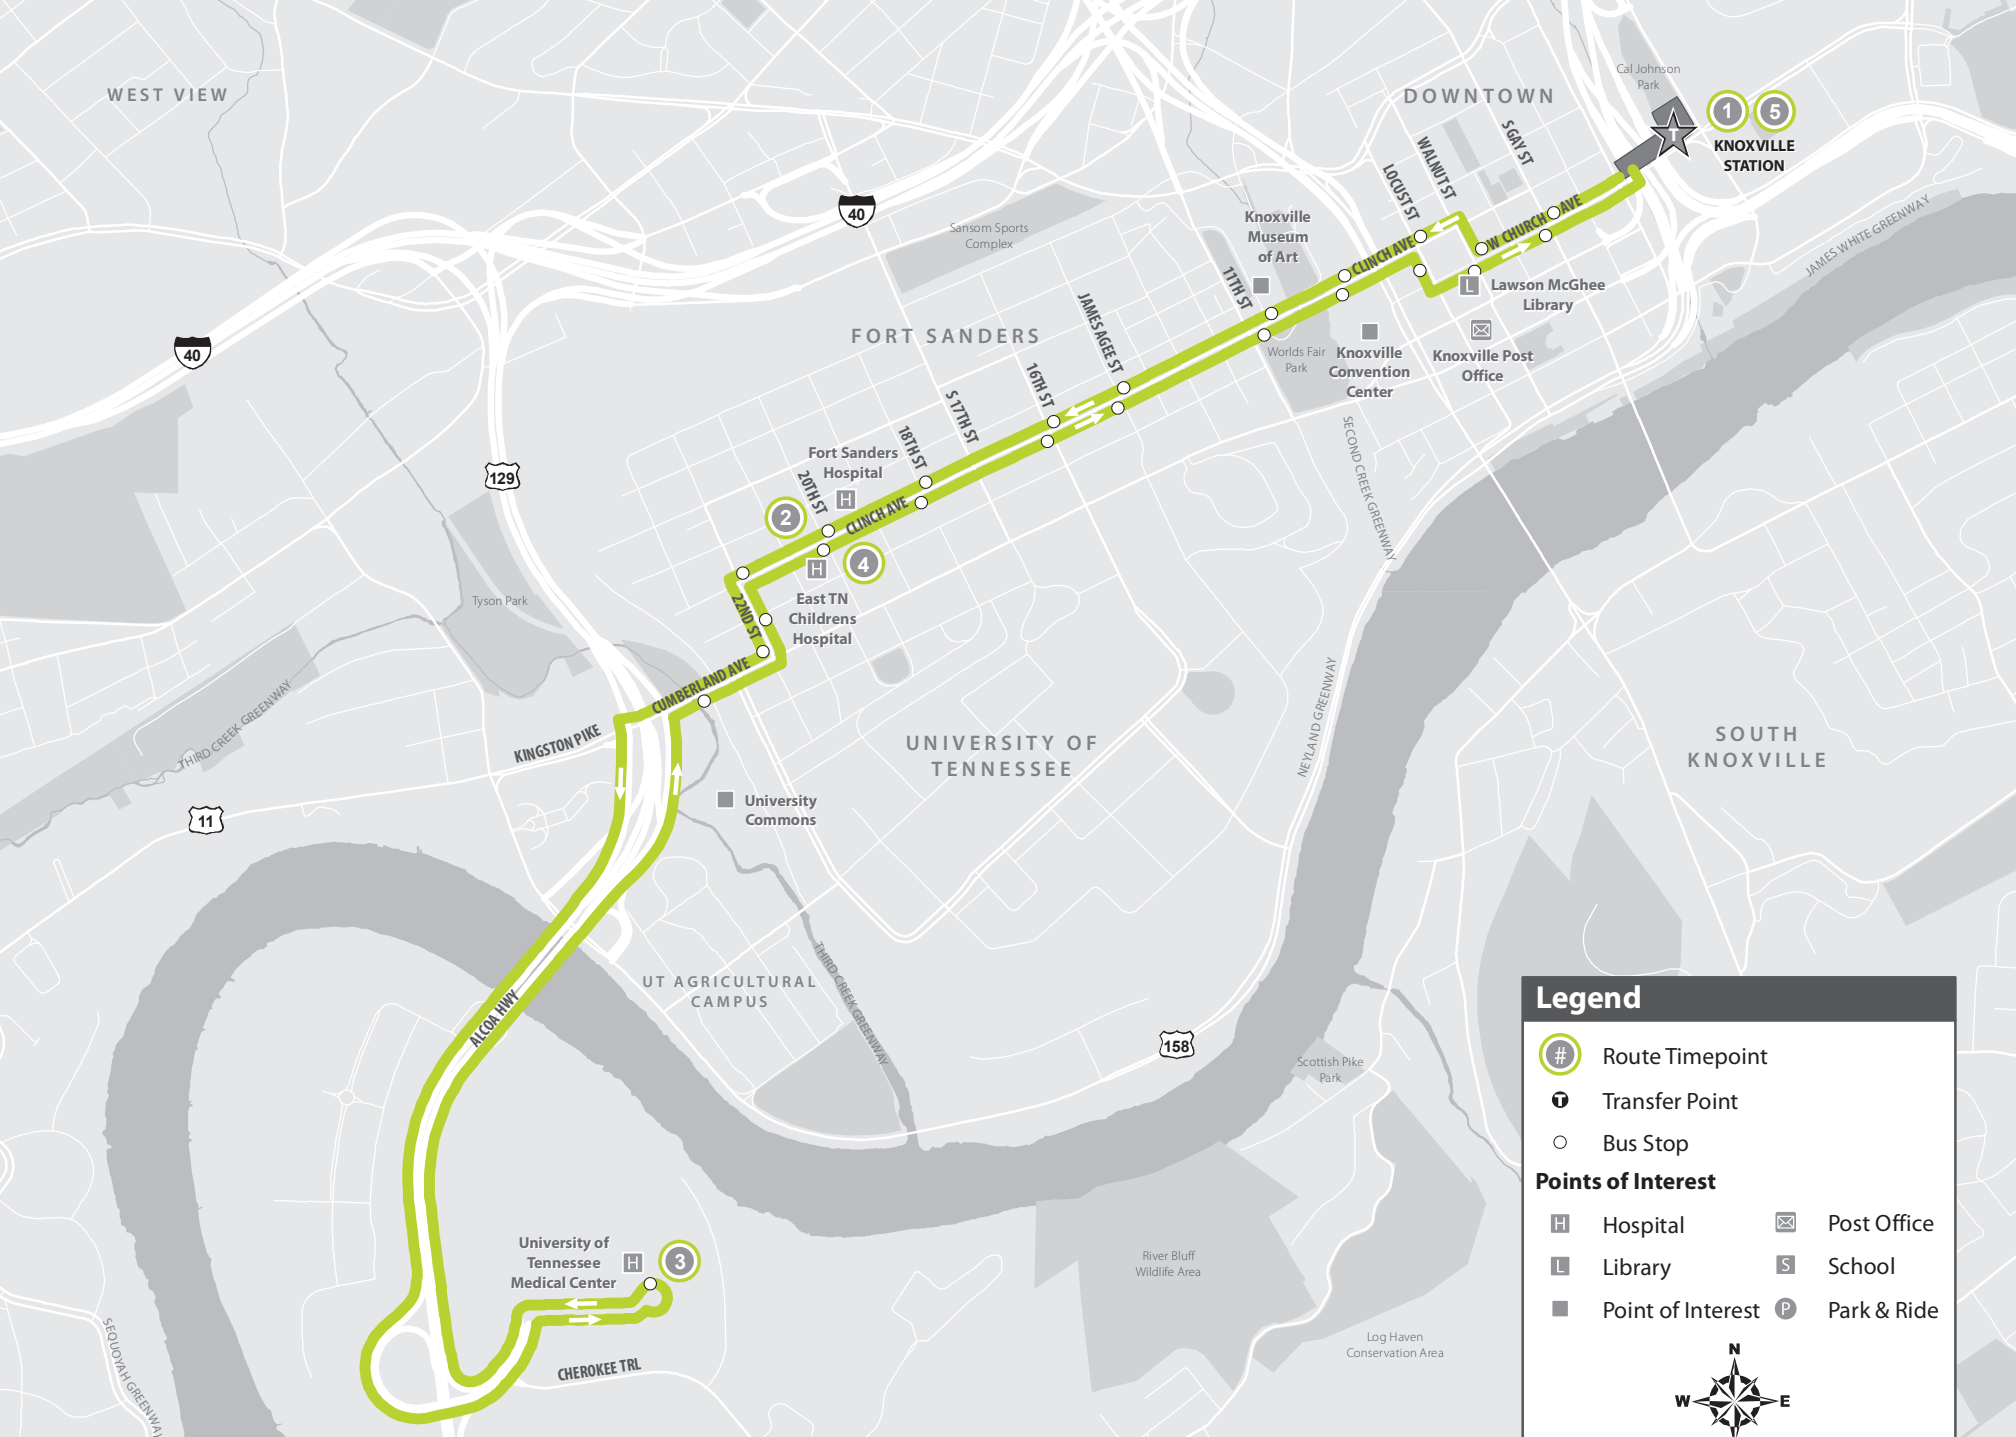 WEST VIEW
DOWNTOWN
Cal Johnson
Park
1
5
KNOXVILLE
STATION
T
S GAY ST
WALNUT ST
LOCUST ST
W CHURCH AVE
CLINCH AVE
JAMES WHITE GREENWAY
40
Sansom Sports
Complex
Knoxville
Museum
of Art
11TH ST
L
Lawson McGhee
Library
Knoxville Post
Office
Worlds Fair
Park
Knoxville
Convention
Center
40
FORT SANDERS
JAMES AGEE ST
16TH ST
S 17TH ST
18TH ST
20TH ST
Fort Sanders
Hospital
H
2
CLINCH AVE
4
H
East TN
Childrens
Hospital
129
SECOND CREEK GREENWAY
Tyson Park
22ND ST
CUMBERLAND AVE
KINGSTON PIKE
THIRD CREEK GREENWAY
11
University
Commons
UNIVERSITY OF
TENNESSEE
NEYLAND GREENWAY
SOUTH
KNOXVILLE
UT AGRICULTURAL
CAMPUS
THIRD CREEK GREENWAY
ALCOA HWY
158
Scottish Pike
Park
University of
Tennessee
Medical Center
H
3
CHEROKEE TRL
SEQUOYAH GREENWAY
River Bluff
Wildlife Area
Log Haven
Conservation Area
Legend
# Route Timepoint
T Transfer Point
Bus Stop
Points of Interest
H Hospital
Post Office
L Library
S School
Point of Interest
P Park & Ride
N
W E